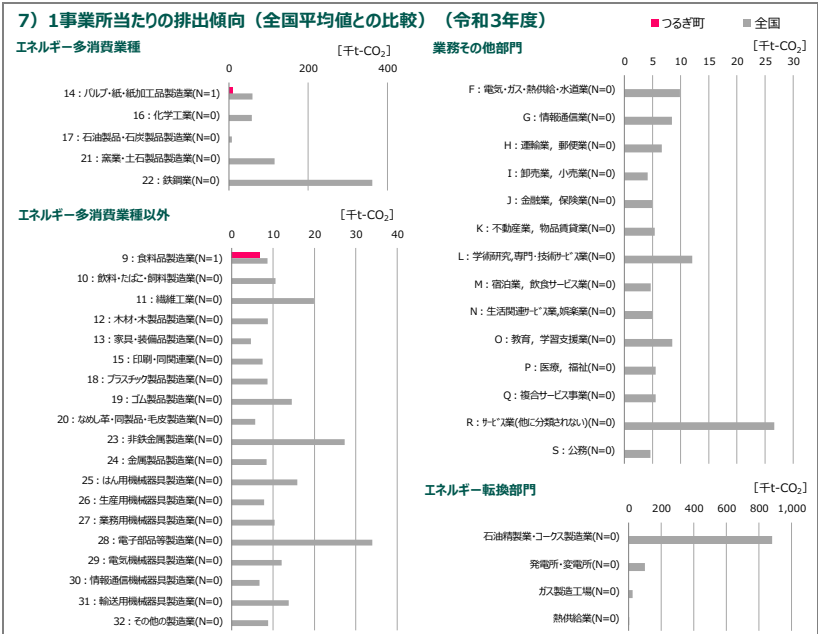 7）1事業所当たりの排出傾向（全国平均値との比較）（令和3年度）
■つるぎ町 ■全国
エネルギー多消費業種
[千t-CO₂]
0 200 400
14：パルプ・紙・紙加工品製造業(N=1)
16：化学工業(N=0)
17：石油製品・石炭製品製造業(N=0)
21：窯業・土石製品製造業(N=0)
22：鉄鋼業(N=0)
エネルギー多消費業種以外
[千t-CO₂]
0 10 20 30 40
9：食料品製造業(N=1)
10：飲料・たばこ・飼料製造業(N=0)
11：繊維工業(N=0)
12：木材・木製品製造業(N=0)
13：家具・装備品製造業(N=0)
15：印刷・同関連業(N=0)
18：プラスチック製品製造業(N=0)
19：ゴム製品製造業(N=0)
20：なめし革・同製品・毛皮製造業(N=0)
23：非鉄金属製造業(N=0)
24：金属製品製造業(N=0)
25：はん用機械器具製造業(N=0)
26：生産用機械器具製造業(N=0)
27：業務用機械器具製造業(N=0)
28：電子部品等製造業(N=0)
29：電気機械器具製造業(N=0)
30：情報通信機械器具製造業(N=0)
31：輸送用機械器具製造業(N=0)
32：その他の製造業(N=0)
業務その他部門
[千t-CO₂]
0 5 10 15 20 25 30
F：電気・ガス・熱供給・水道業(N=0)
G：情報通信業(N=0)
H：運輸業，郵便業(N=0)
I：卸売業，小売業(N=0)
J：金融業，保険業(N=0)
K：不動産業，物品賃貸業(N=0)
L：学術研究,専門・技術ｻｰﾋﾞｽ業(N=0)
M：宿泊業，飲食サービス業(N=0)
N：生活関連ｻｰﾋﾞｽ業,娯楽業(N=0)
O：教育，学習支援業(N=0)
P：医療，福祉(N=0)
Q：複合サービス事業(N=0)
R：ｻｰﾋﾞｽ業(他に分類されない)(N=0)
S：公務(N=0)
エネルギー転換部門
[千t-CO₂]
0 200 400 600 800 1,000
石油精製業・コークス製造業(N=0)
発電所・変電所(N=0)
ガス製造工場(N=0)
熱供給業(N=0)